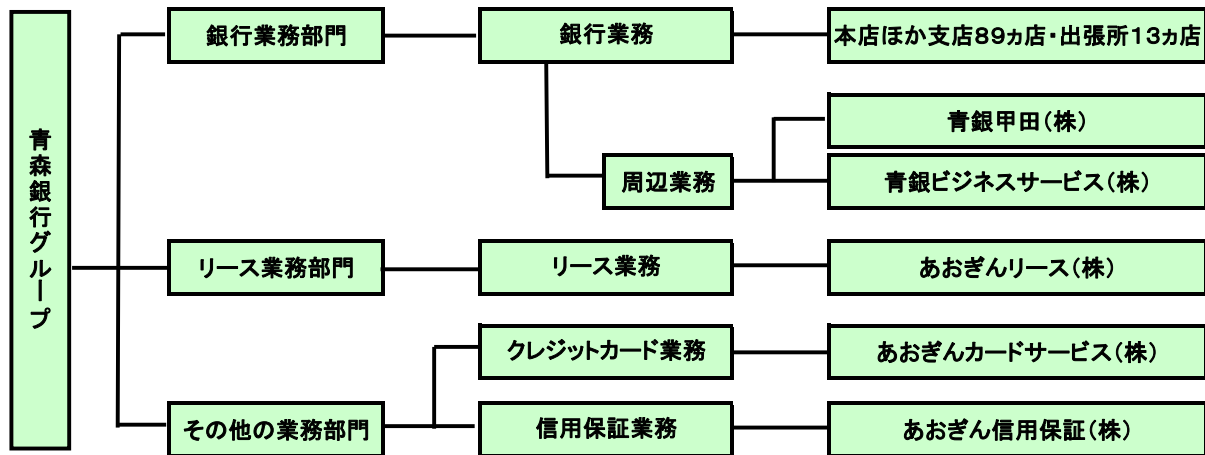 青森銀行グループ
銀行業務部門
銀行業務
本店ほか支店８９ヵ店・出張所１３ヵ店
青銀甲田（株）
周辺業務
青銀ビジネスサービス（株）
リース業務部門
リース業務
あおぎんリース（株）
クレジットカード業務
あおぎんカードサービス（株）
その他の業務部門
信用保証業務
あおぎん信用保証（株）